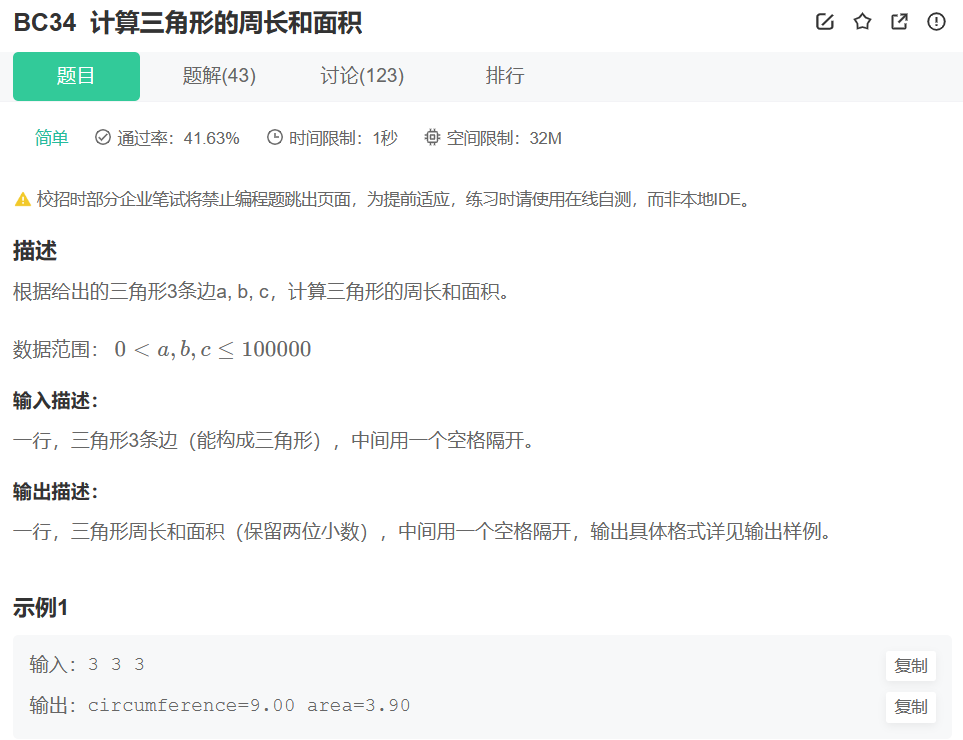 BC34 计算三角形的周长和面积
题目 题解(43) 讨论(123) 排行
简单 通过率：41.63% 时间限制：1秒 空间限制：32M
校招时部分企业笔试将禁止编程题跳出页面，为提前适应，练习时请使用在线自测，而非本地IDE。
描述
根据给出的三角形3条边a, b, c，计算三角形的周长和面积。
数据范围： 0 < a, b, c ≤ 100000
输入描述：
一行，三角形3条边（能构成三角形），中间用一个空格隔开。
输出描述：
一行，三角形周长和面积（保留两位小数），中间用一个空格隔开，输出具体格式详见输出样例。
示例1
输入：3 3 3 复制
输出：circumference=9.00 area=3.90 复制